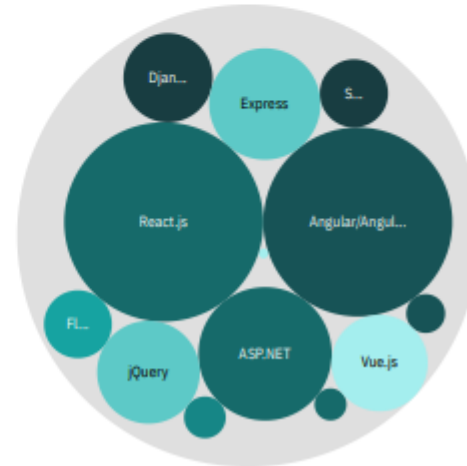 Djan...
Express
S...
React.js
Angular/Angul...
Fl...
jQuery
ASP.NET
Vue.js